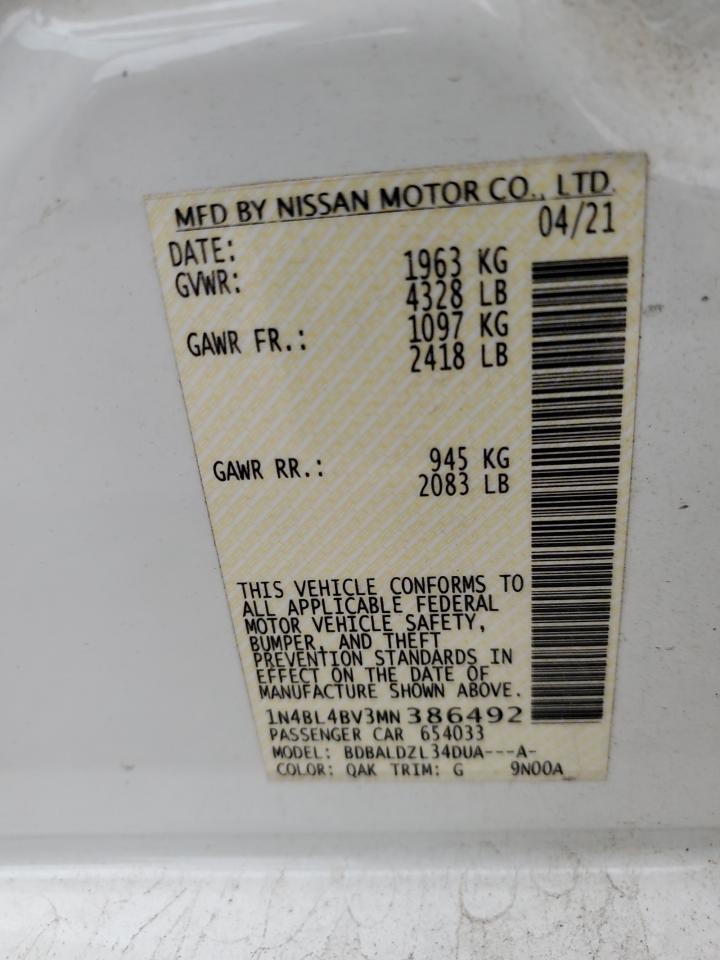 MFD BY NISSAN MOTOR CO., LTD.
DATE: 04/21
GVWR: 1963 KG
4328 LB
GAWR FR.: 1097 KG
2418 LB
GAWR RR.: 945 KG
2083 LB
THIS VEHICLE CONFORMS TO
ALL APPLICABLE FEDERAL
MOTOR VEHICLE SAFETY,
BUMPER, AND THEFT
PREVENTION STANDARDS IN
EFFECT ON THE DATE OF
MANUFACTURE SHOWN ABOVE.
1N4BL4BV3MN386492
PASSENGER CAR 654033
MODEL: BDBALDZL34DUA---A-
COLOR: QAK TRIM: G 9N00A